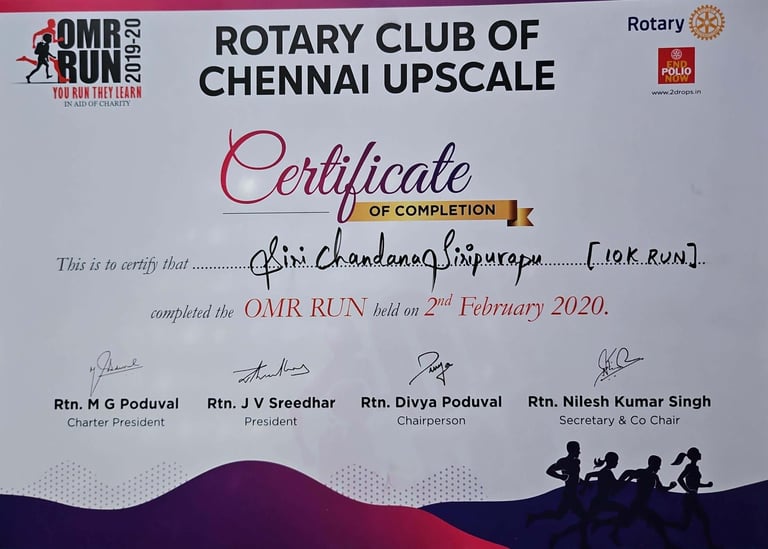 OMR
RUN
2019-20
YOU RUN THEY LEARN
IN AID OF CHARITY
ROTARY CLUB OF
CHENNAI UPSCALE
Rotary
END
POLIO
NOW
www.2drops.in
Certificate
OF COMPLETION
This is to certify that Siri Chandana Siripurapu [10K RUN]
completed the OMR RUN held on 2nd February 2020.
Rtn. M G Poduval
Charter President
Rtn. J V Sreedhar
President
Divya
Rtn. Divya Poduval
Chairperson
Rtn. Nilesh Kumar Singh
Secretary & Co Chair